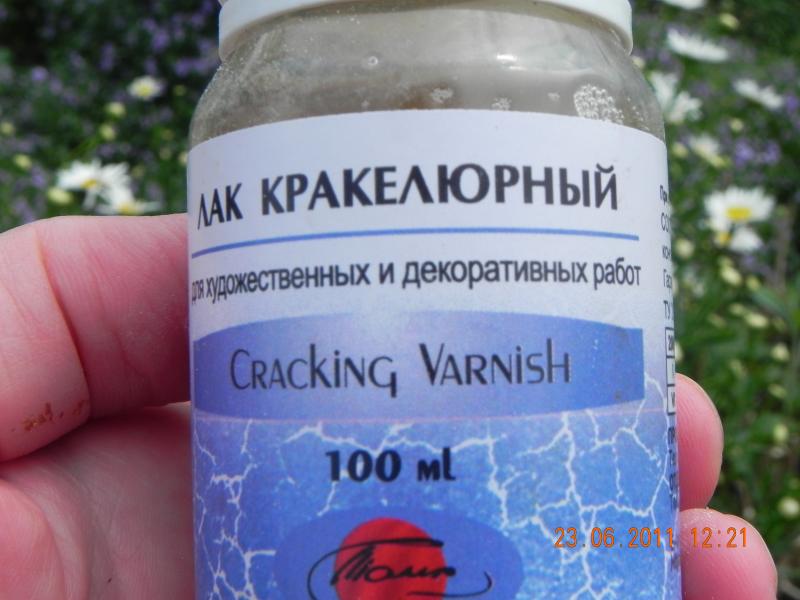 ЛАК КРАКЕЛЮРНЫЙ
для художественных и декоративных работ
CRACKING VARNISH
100 ml
23.06.2011 12:21